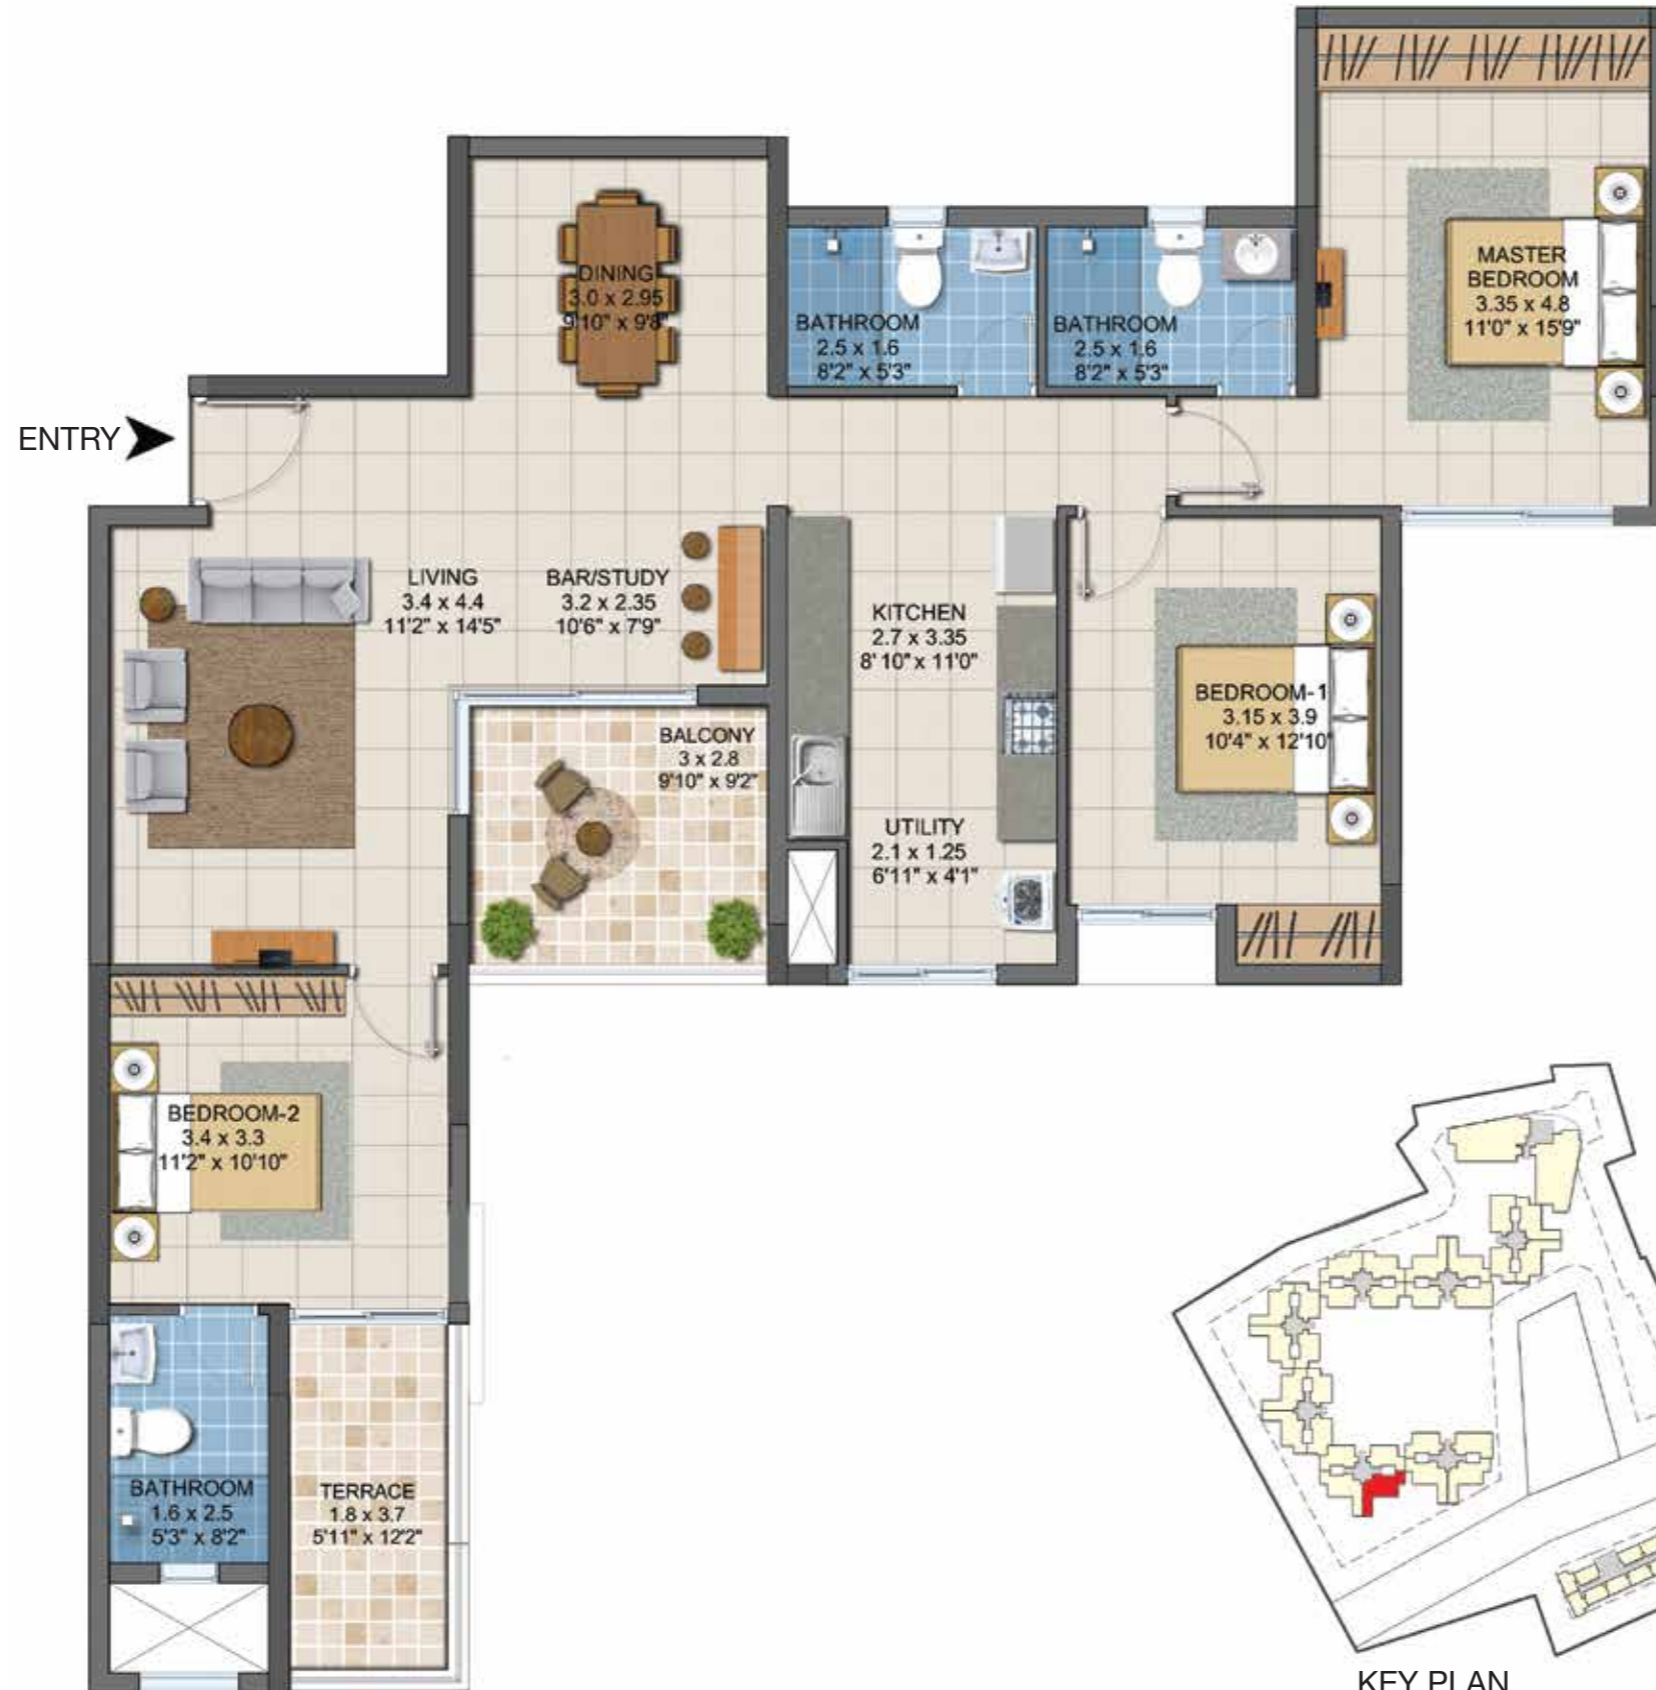 MASTER
BEDROOM
3.35 x 4.8
11'0" x 15'9"
DINING
3.0 x 2.95
9'10" x 9'8"
BATHROOM
2.5 x 1.6
8'2" x 5'3"
BATHROOM
2.5 x 1.6
8'2" x 5'3"
ENTRY
LIVING
3.4 x 4.4
11'2" x 14'5"
BAR/STUDY
3.2 x 2.35
10'6" x 7'9"
KITCHEN
2.7 x 3.35
8' 10" x 11'0"
BEDROOM-1
3.15 x 3.9
10'4" x 12'10"
BALCONY
3 x 2.8
9'10" x 9'2"
UTILITY
2.1 x 1.25
6'11" x 4'1"
BEDROOM-2
3.4 x 3.3
11'2" x 10'10"
BATHROOM
1.6 x 2.5
5'3" x 8'2"
TERRACE
1.8 x 3.7
5'11" x 12'2"
KEY PLAN